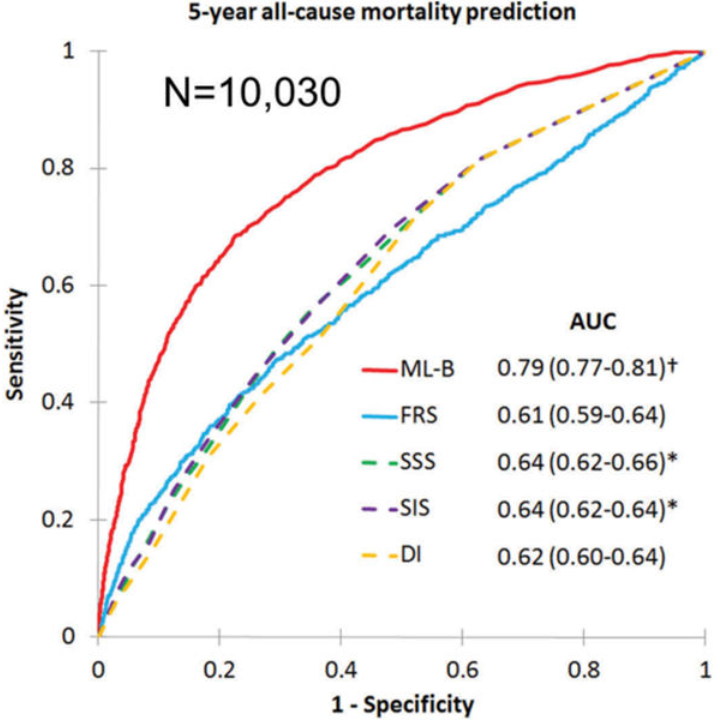 5-year all-cause mortality prediction
N=10,030
1
0.8
0.6
0.4
0.2
0
Sensitivity
AUC
ML-B 0.79 (0.77-0.81)†
FRS 0.61 (0.59-0.64)
SSS 0.64 (0.62-0.66)*
SIS 0.64 (0.62-0.64)*
DI 0.62 (0.60-0.64)
0 0.2 0.4 0.6 0.8 1
1 - Specificity